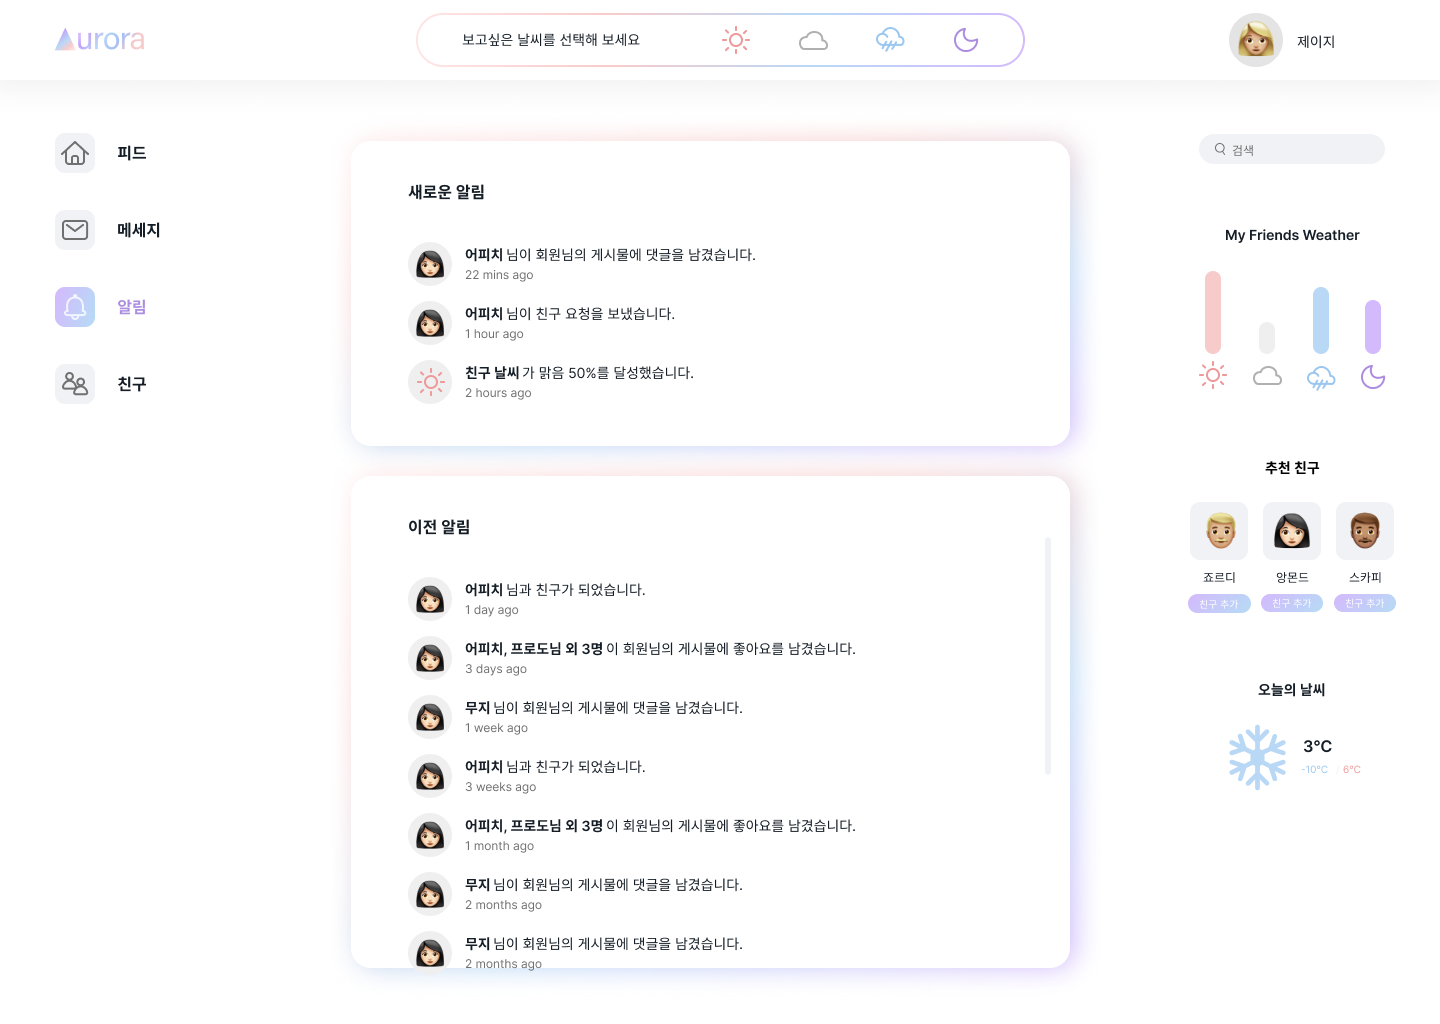 Aurora
보고싶은 날씨를 선택해 보세요
제이지
피드
메세지
알림
친구
새로운 알림
어피치 님이 회원님의 게시물에 댓글을 남겼습니다.
22 mins ago
어피치 님이 친구 요청을 보냈습니다.
1 hour ago
친구 날씨 가 맑음 50%를 달성했습니다.
2 hours ago
이전 알림
어피치 님과 친구가 되었습니다.
1 day ago
어피치, 프로도님 외 3명 이 회원님의 게시물에 좋아요를 남겼습니다.
3 days ago
무지 님이 회원님의 게시물에 댓글을 남겼습니다.
1 week ago
어피치 님과 친구가 되었습니다.
3 weeks ago
어피치, 프로도님 외 3명 이 회원님의 게시물에 좋아요를 남겼습니다.
1 month ago
무지 님이 회원님의 게시물에 댓글을 남겼습니다.
2 months ago
무지 님이 회원님의 게시물에 댓글을 남겼습니다.
2 months ago
검색
My Friends Weather
추천 친구
죠르디 앙몬드 스카피
친구 추가 친구 추가 친구 추가
오늘의 날씨
3°C
-10°C / 6°C